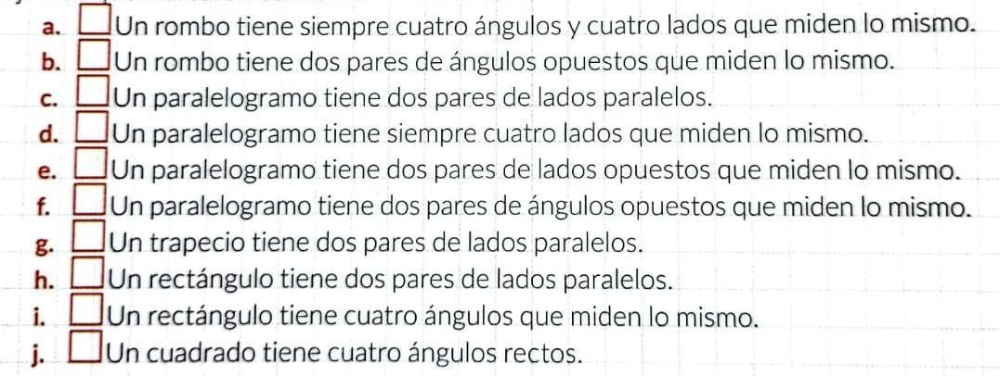 a. Un rombo tiene siempre cuatro ángulos y cuatro lados que miden lo mismo.
b. Un rombo tiene dos pares de ángulos opuestos que miden lo mismo.
c. Un paralelogramo tiene dos pares de lados paralelos.
d. Un paralelogramo tiene siempre cuatro lados que miden lo mismo.
e. Un paralelogramo tiene dos pares de lados opuestos que miden lo mismo.
f. Un paralelogramo tiene dos pares de ángulos opuestos que miden lo mismo.
g. Un trapecio tiene dos pares de lados paralelos.
h. Un rectángulo tiene dos pares de lados paralelos.
i. Un rectángulo tiene cuatro ángulos que miden lo mismo.
j. Un cuadrado tiene cuatro ángulos rectos.